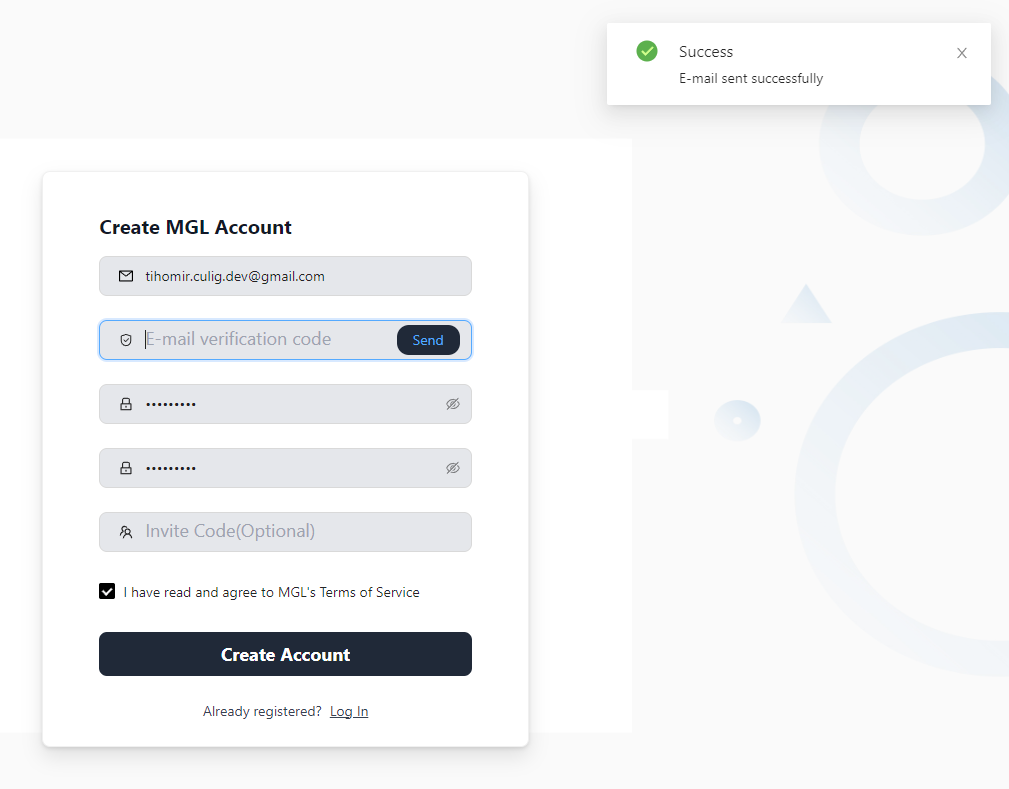 Success
E-mail sent successfully
Create MGL Account
tihomir.culig.dev@gmail.com
E-mail verification code
Send
•••••••••
•••••••••
Invite Code(Optional)
I have read and agree to MGL's Terms of Service
Create Account
Already registered? Log In